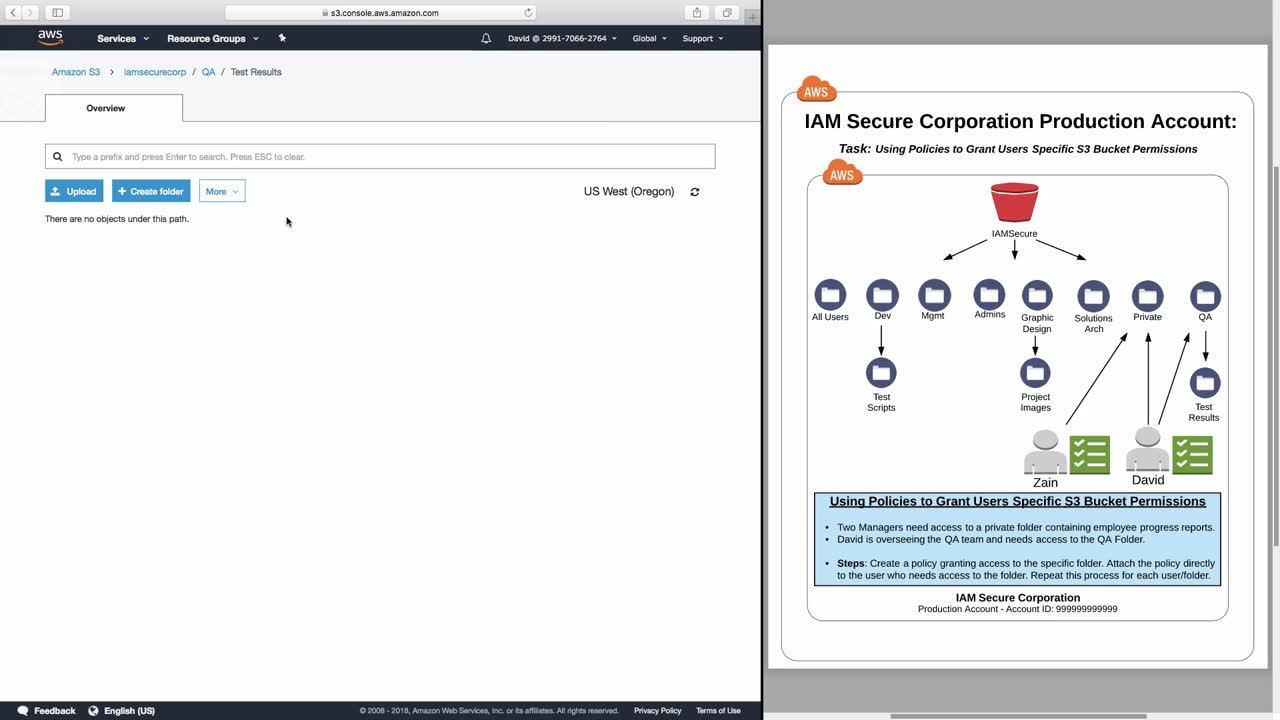 s3.console.aws.amazon.com
aws Services Resource Groups David @ 2991-7066-2764 Global Support
Amazon S3 > iamsecurecorp / QA / Test Results
Overview
Type a prefix and press Enter to search. Press ESC to clear.
Upload + Create folder More US West (Oregon)
There are no objects under this path.
Feedback English (US) © 2008 - 2018, Amazon Web Services, Inc. or its affiliates. All rights reserved. Privacy Policy Terms of Use
AWS
IAM Secure Corporation Production Account:
Task: Using Policies to Grant Users Specific S3 Bucket Permissions
AWS
IAMSecure
All Users
Dev
Mgmt
Admins
Graphic
Design
Solutions
Arch
Private
QA
Test
Scripts
Project
Images
Test
Results
Zain
David
Using Policies to Grant Users Specific S3 Bucket Permissions
• Two Managers need access to a private folder containing employee progress reports.
• David is overseeing the QA team and needs access to the QA Folder.
• Steps: Create a policy granting access to the specific folder. Attach the policy directly
to the user who needs access to the folder. Repeat this process for each user/folder.
IAM Secure Corporation
Production Account - Account ID: 999999999999